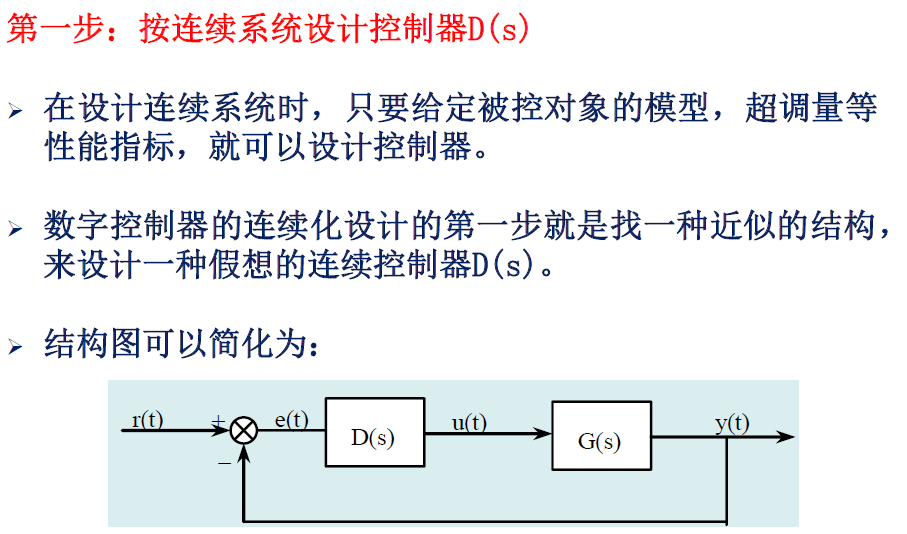 第一步：按连续系统设计控制器D(s)
➢ 在设计连续系统时，只要给定被控对象的模型，超调量等
性能指标，就可以设计控制器。
➢ 数字控制器的连续化设计的第一步就是找一种近似的结构，
来设计一种假想的连续控制器D(s)。
➢ 结构图可以简化为：
r(t) + e(t) D(s) u(t) G(s) y(t)
−